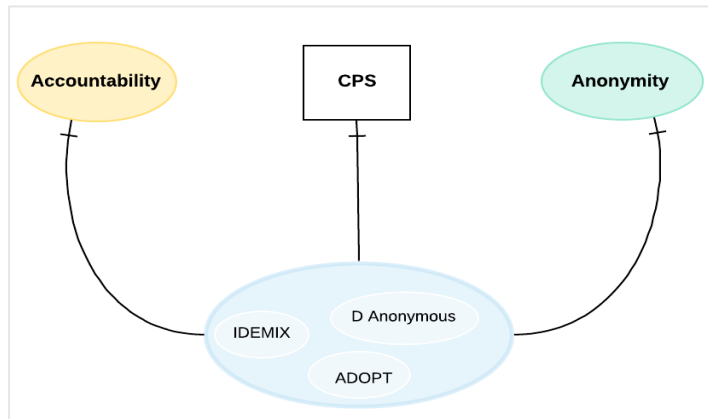 Accountability
CPS
Anonymity
IDEMIX
D Anonymous
ADOPT